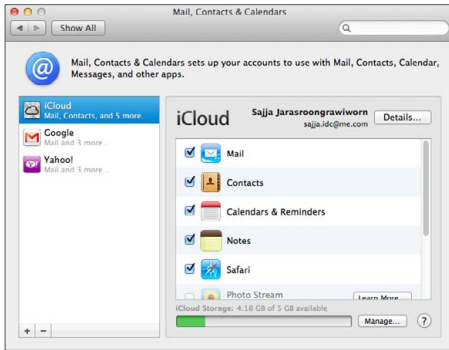 Mail, Contacts & Calendars
Show All
Mail, Contacts & Calendars sets up your accounts to use with Mail, Contacts, Calendar,
Messages, and other apps.
iCloud
Mail, Contacts, and 5 more
Google
Mail and 3 more...
Yahoo!
Mail and 3 more...
iCloud
Sajja Jarasroongrawiworn
sajja.idc@me.com
Details...
Mail
Contacts
Calendars & Reminders
Notes
Safari
Photo Stream
Learn More...
iCloud Storage: 4.18 GB of 5 GB available
Manage...
?
+ −